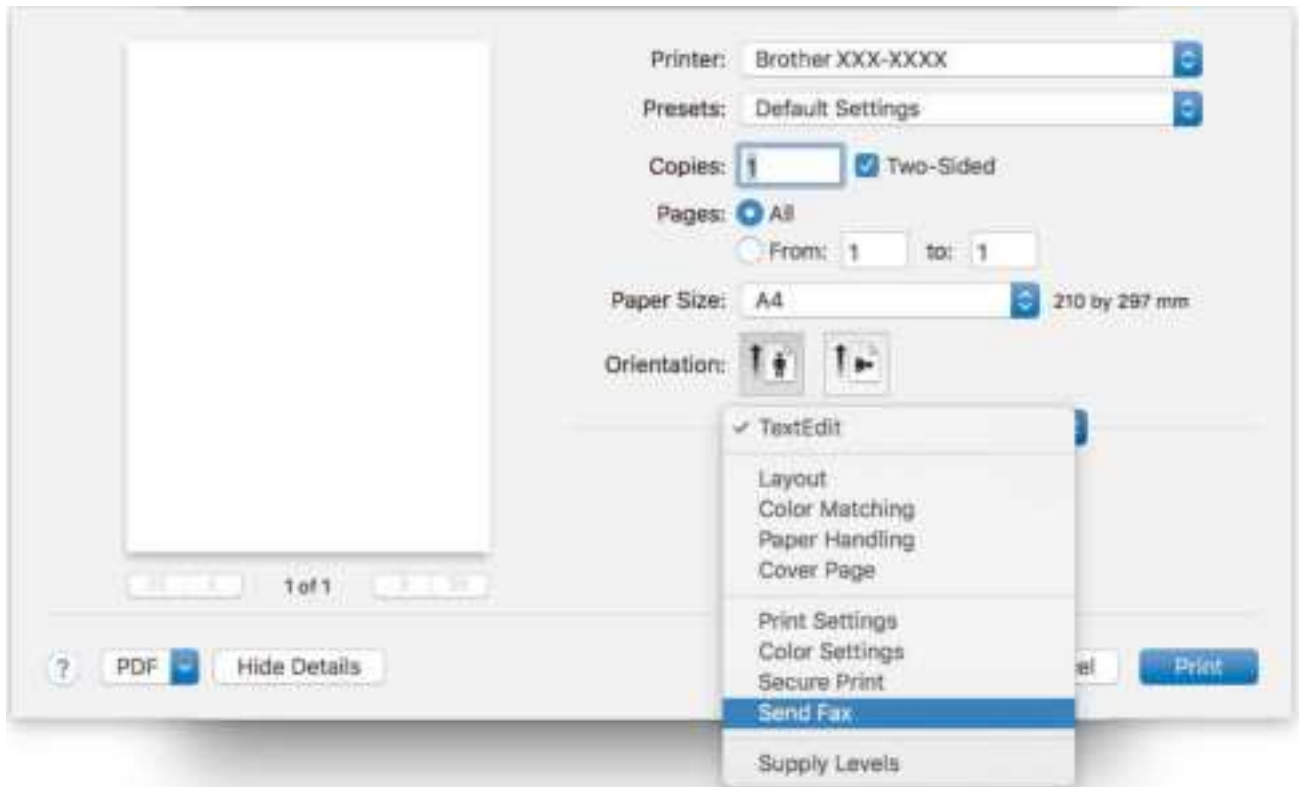 Printer: Brother XXX-XXXX
Presets: Default Settings
Copies: 1 Two-Sided
Pages: All
From: 1 to: 1
Paper Size: A4 210 by 297 mm
Orientation:
TextEdit
Layout
Color Matching
Paper Handling
Cover Page
1 of 1
Print Settings
Color Settings
Secure Print
Send Fax
Supply Levels
? PDF Hide Details el Print